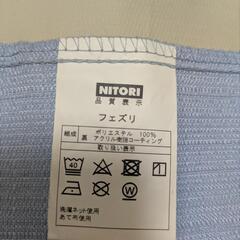 NITORI
品質表示
フェズリ
組成 ポリエステル 100%
裏 アクリル樹脂コーティング
取り扱い表示
40
洗濯ネット使用
あて布使用